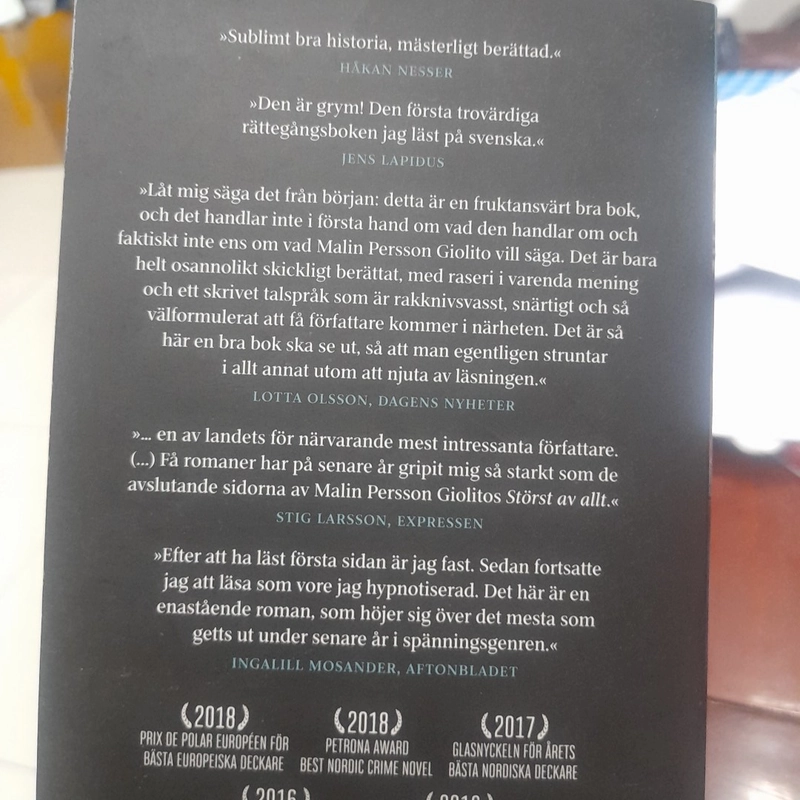 »Sublimt bra historia, mästerligt berättad.«
HÅKAN NESSER
»Den är grym! Den första trovärdiga
rättegångsboken jag läst på svenska.«
JENS LAPIDUS
»Låt mig säga det från början: detta är en fruktansvärt bra bok,
och det handlar inte i första hand om vad den handlar om och
faktiskt inte ens om vad Malin Persson Giolito vill säga. Det är bara
helt osannolikt skickligt berättat, med raseri i varenda mening
och ett skrivet talspråk som är rakknivsvasst, snärtigt och så
välformulerat att få författare kommer i närheten. Det är så
här en bra bok ska se ut, så att man egentligen struntar
i allt annat utom att njuta av läsningen.«
LOTTA OLSSON, DAGENS NYHETER
»... en av landets för närvarande mest intressanta författare.
(...) Få romaner har på senare år gripit mig så starkt som de
avslutande sidorna av Malin Persson Giolitos Störst av allt.«
STIG LARSSON, EXPRESSEN
»Efter att ha läst första sidan är jag fast. Sedan fortsatte
jag att läsa som vore jag hypnotiserad. Det här är en
enastående roman, som höjer sig över det mesta som
getts ut under senare år i spänningsgenren.«
INGALILL MOSANDER, AFTONBLADET
2018 2018 2017
PRIX DE POLAR EUROPÉEN FÖR PETRONA AWARD GLASNYCKELN FÖR ÅRETS
BÄSTA EUROPEISKA DECKARE BEST NORDIC CRIME NOVEL BÄSTA NORDISKA DECKARE
2016